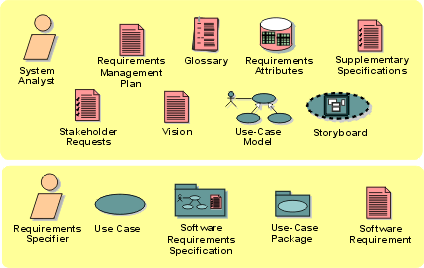 System
Analyst
Requirements
Management
Plan
Glossary
Requirements
Attributes
Supplementary
Specifications
Stakeholder
Requests
Vision
Use-Case
Model
Storyboard
Requirements
Specifier
Use Case
Software
Requirements
Specification
Use-Case
Package
Software
Requirement